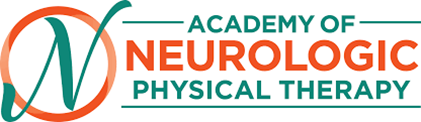 N
ACADEMY OF
NEUROLOGIC
PHYSICAL THERAPY